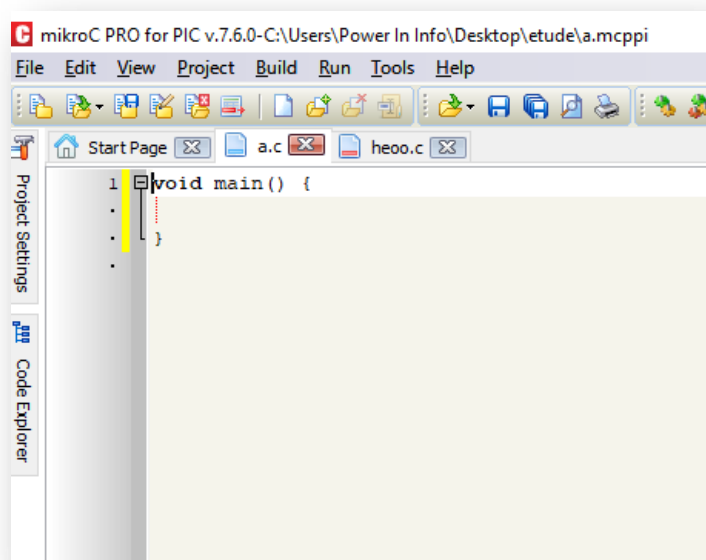 mikroC PRO for PIC v.7.6.0-C:\Users\Power In Info\Desktop\etude\a.mcppi
File Edit View Project Build Run Tools Help
Start Page a.c heoo.c
Project Settings
Code Explorer
1 void main() {
}